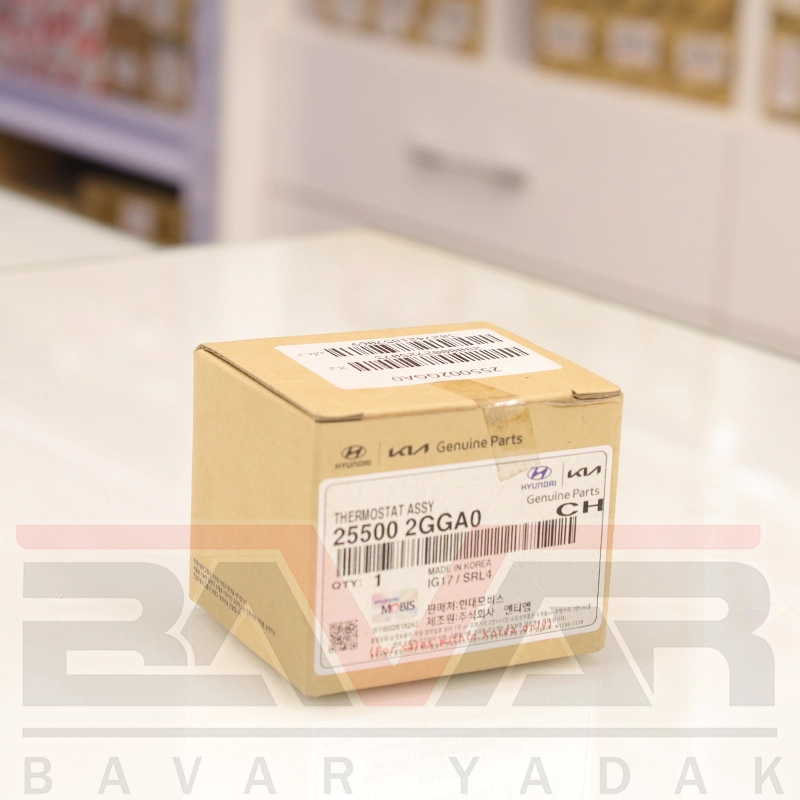 255002GGA0
HYUNDAI KIA Genuine Parts
HYUNDAI KIA
Genuine Parts
CH
THERMOSTAT ASSY
25500 2GGA0
MADE IN KOREA
QTY: 1
IG17 / SRL4
MOBIS
판매처:현대모비스
제조원:주식회사 엔티엠
BAVAR
BAVAR YADAK